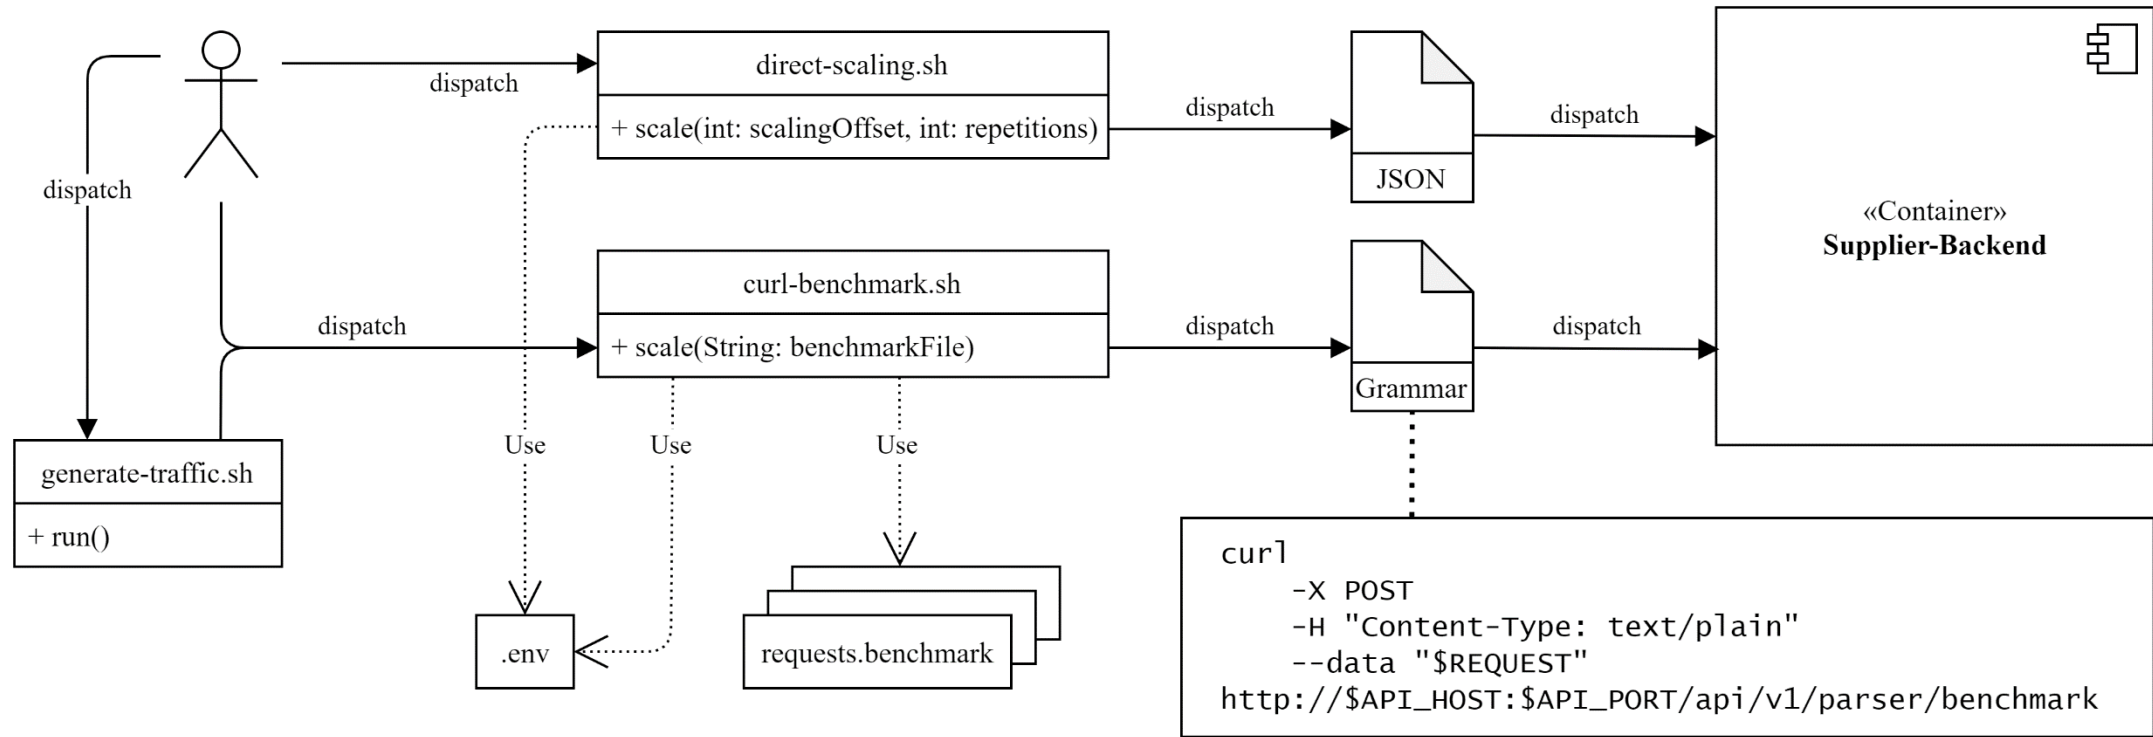 direct-scaling.sh
+ scale(int: scalingOffset, int: repetitions)
dispatch
dispatch
dispatch
JSON
dispatch
«Container»
Supplier-Backend
curl-benchmark.sh
+ scale(String: benchmarkFile)
dispatch
dispatch
dispatch
Grammar
Use
Use
Use
generate-traffic.sh
+ run()
.env
requests.benchmark
curl
-X POST
-H "Content-Type: text/plain"
--data "$REQUEST"
http://$API_HOST:$API_PORT/api/v1/parser/benchmark